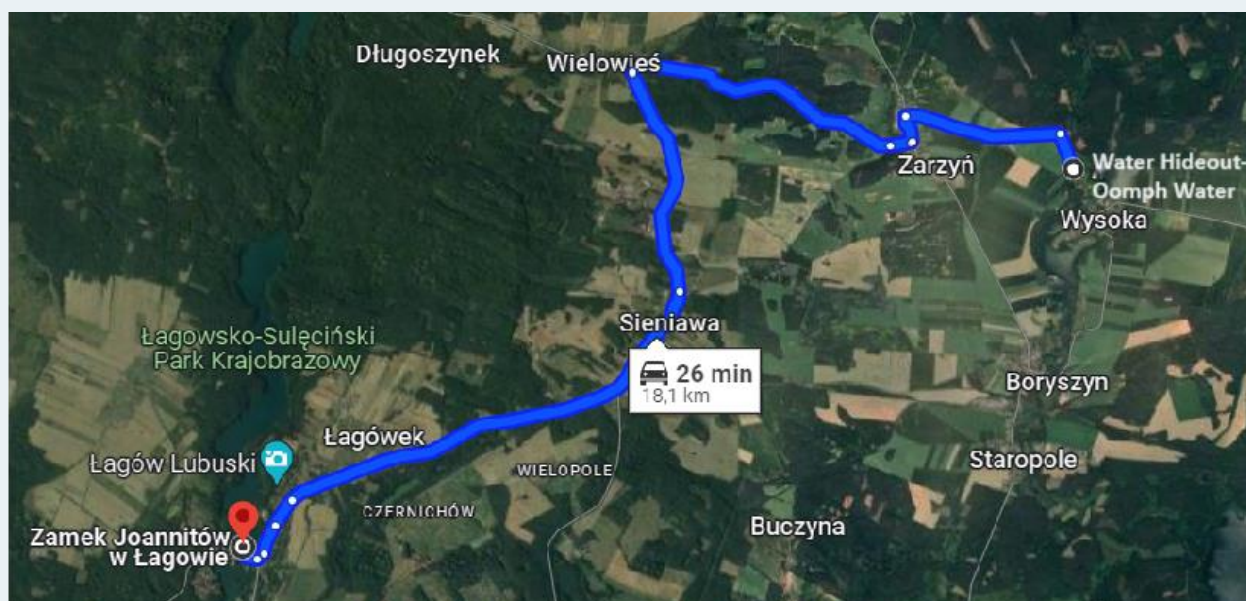 Długoszynek
Wielowieś
Zarzyń
Water Hideout-
Oomph Water
Wysoka
Sieniawa
26 min
18,1 km
Łagowsko-Sulęciński
Park Krajobrazowy
Boryszyn
Łagówek
Łagów Lubuski
WIELOPOLE
Staropole
CZERNICHÓW
Buczyna
Zamek Joannitów
w Łagowie